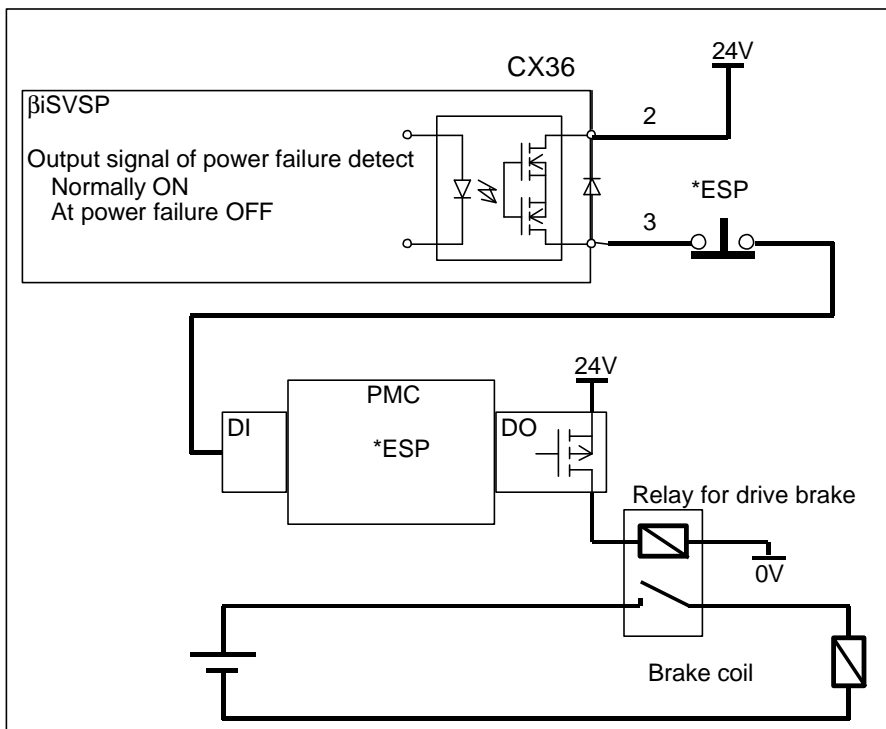 CX36
24V
βiSVSP
2
Output signal of power failure detect
Normally ON
At power failure OFF
*ESP
3
24V
PMC
DI
*ESP
DO
Relay for drive brake
0V
Brake coil